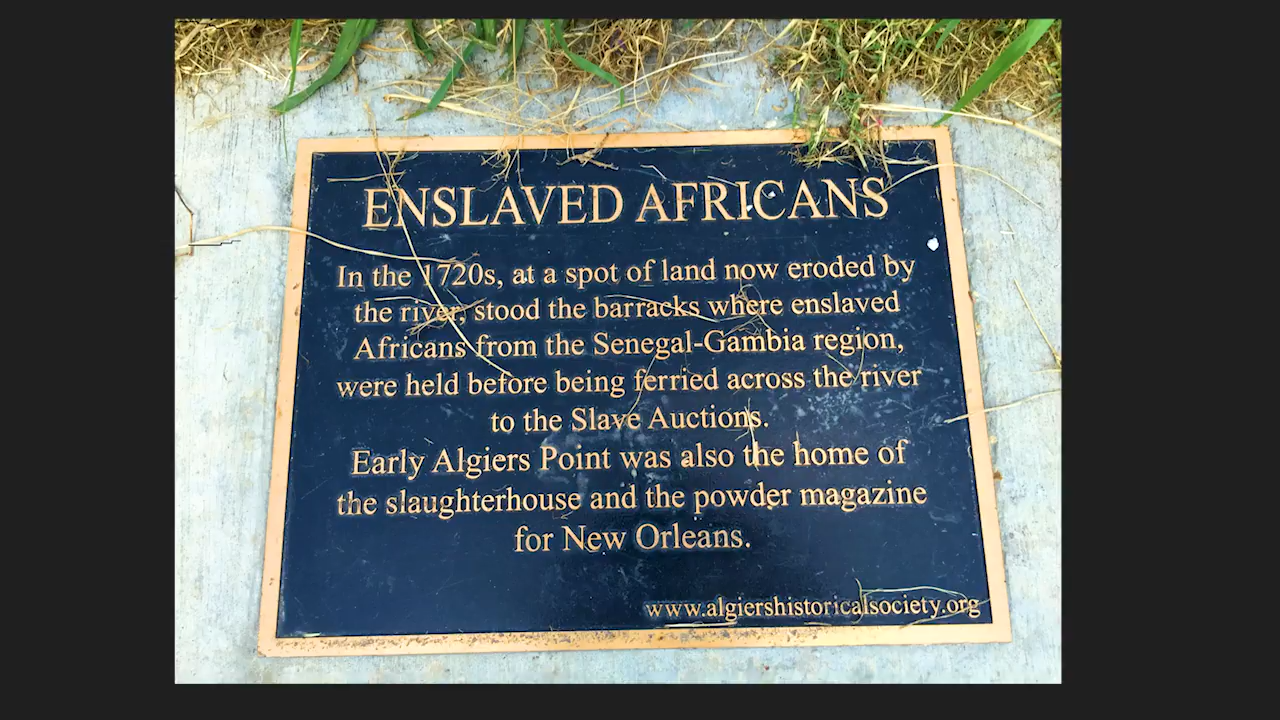 ENSLAVED AFRICANS
In the 1720s, at a spot of land now eroded by
the river, stood the barracks where enslaved
Africans from the Senegal-Gambia region,
were held before being ferried across the river
to the Slave Auctions.
Early Algiers Point was also the home of
the slaughterhouse and the powder magazine
for New Orleans.
www.algiershistoricalsociety.org